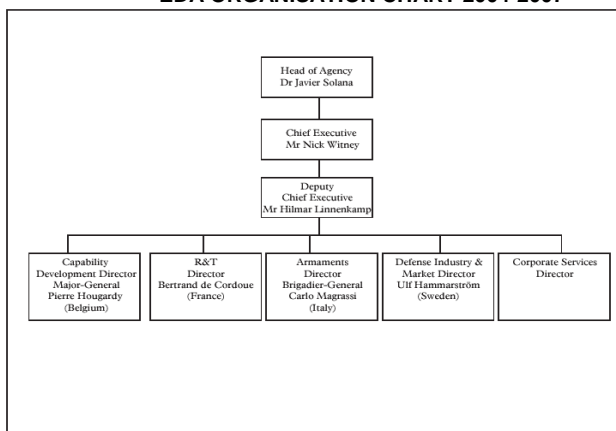 Head of Agency
Dr Javier Solana
Chief Executive
Mr Nick Witney
Deputy
Chief Executive
Mr Hilmar Linnenkamp
Capability
Development Director
Major-General
Pierre Hougardy
(Belgium)
R&T
Director
Bertrand de Cordoue
(France)
Armaments
Director
Brigadier-General
Carlo Magrassi
(Italy)
Defense Industry &
Market Director
Ulf Hammarström
(Sweden)
Corporate Services
Director